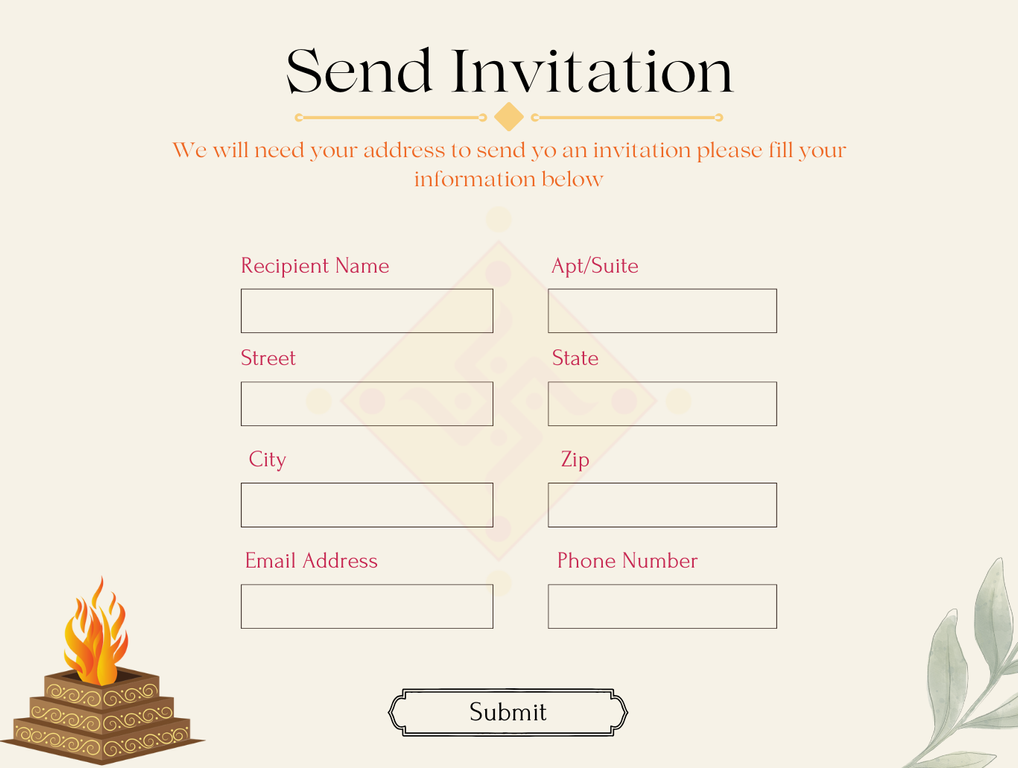 Send Invitation
We will need your address to send yo an invitation please fill your
information below
Recipient Name
Apt/Suite
Street
State
City
Zip
Email Address
Phone Number
Submit